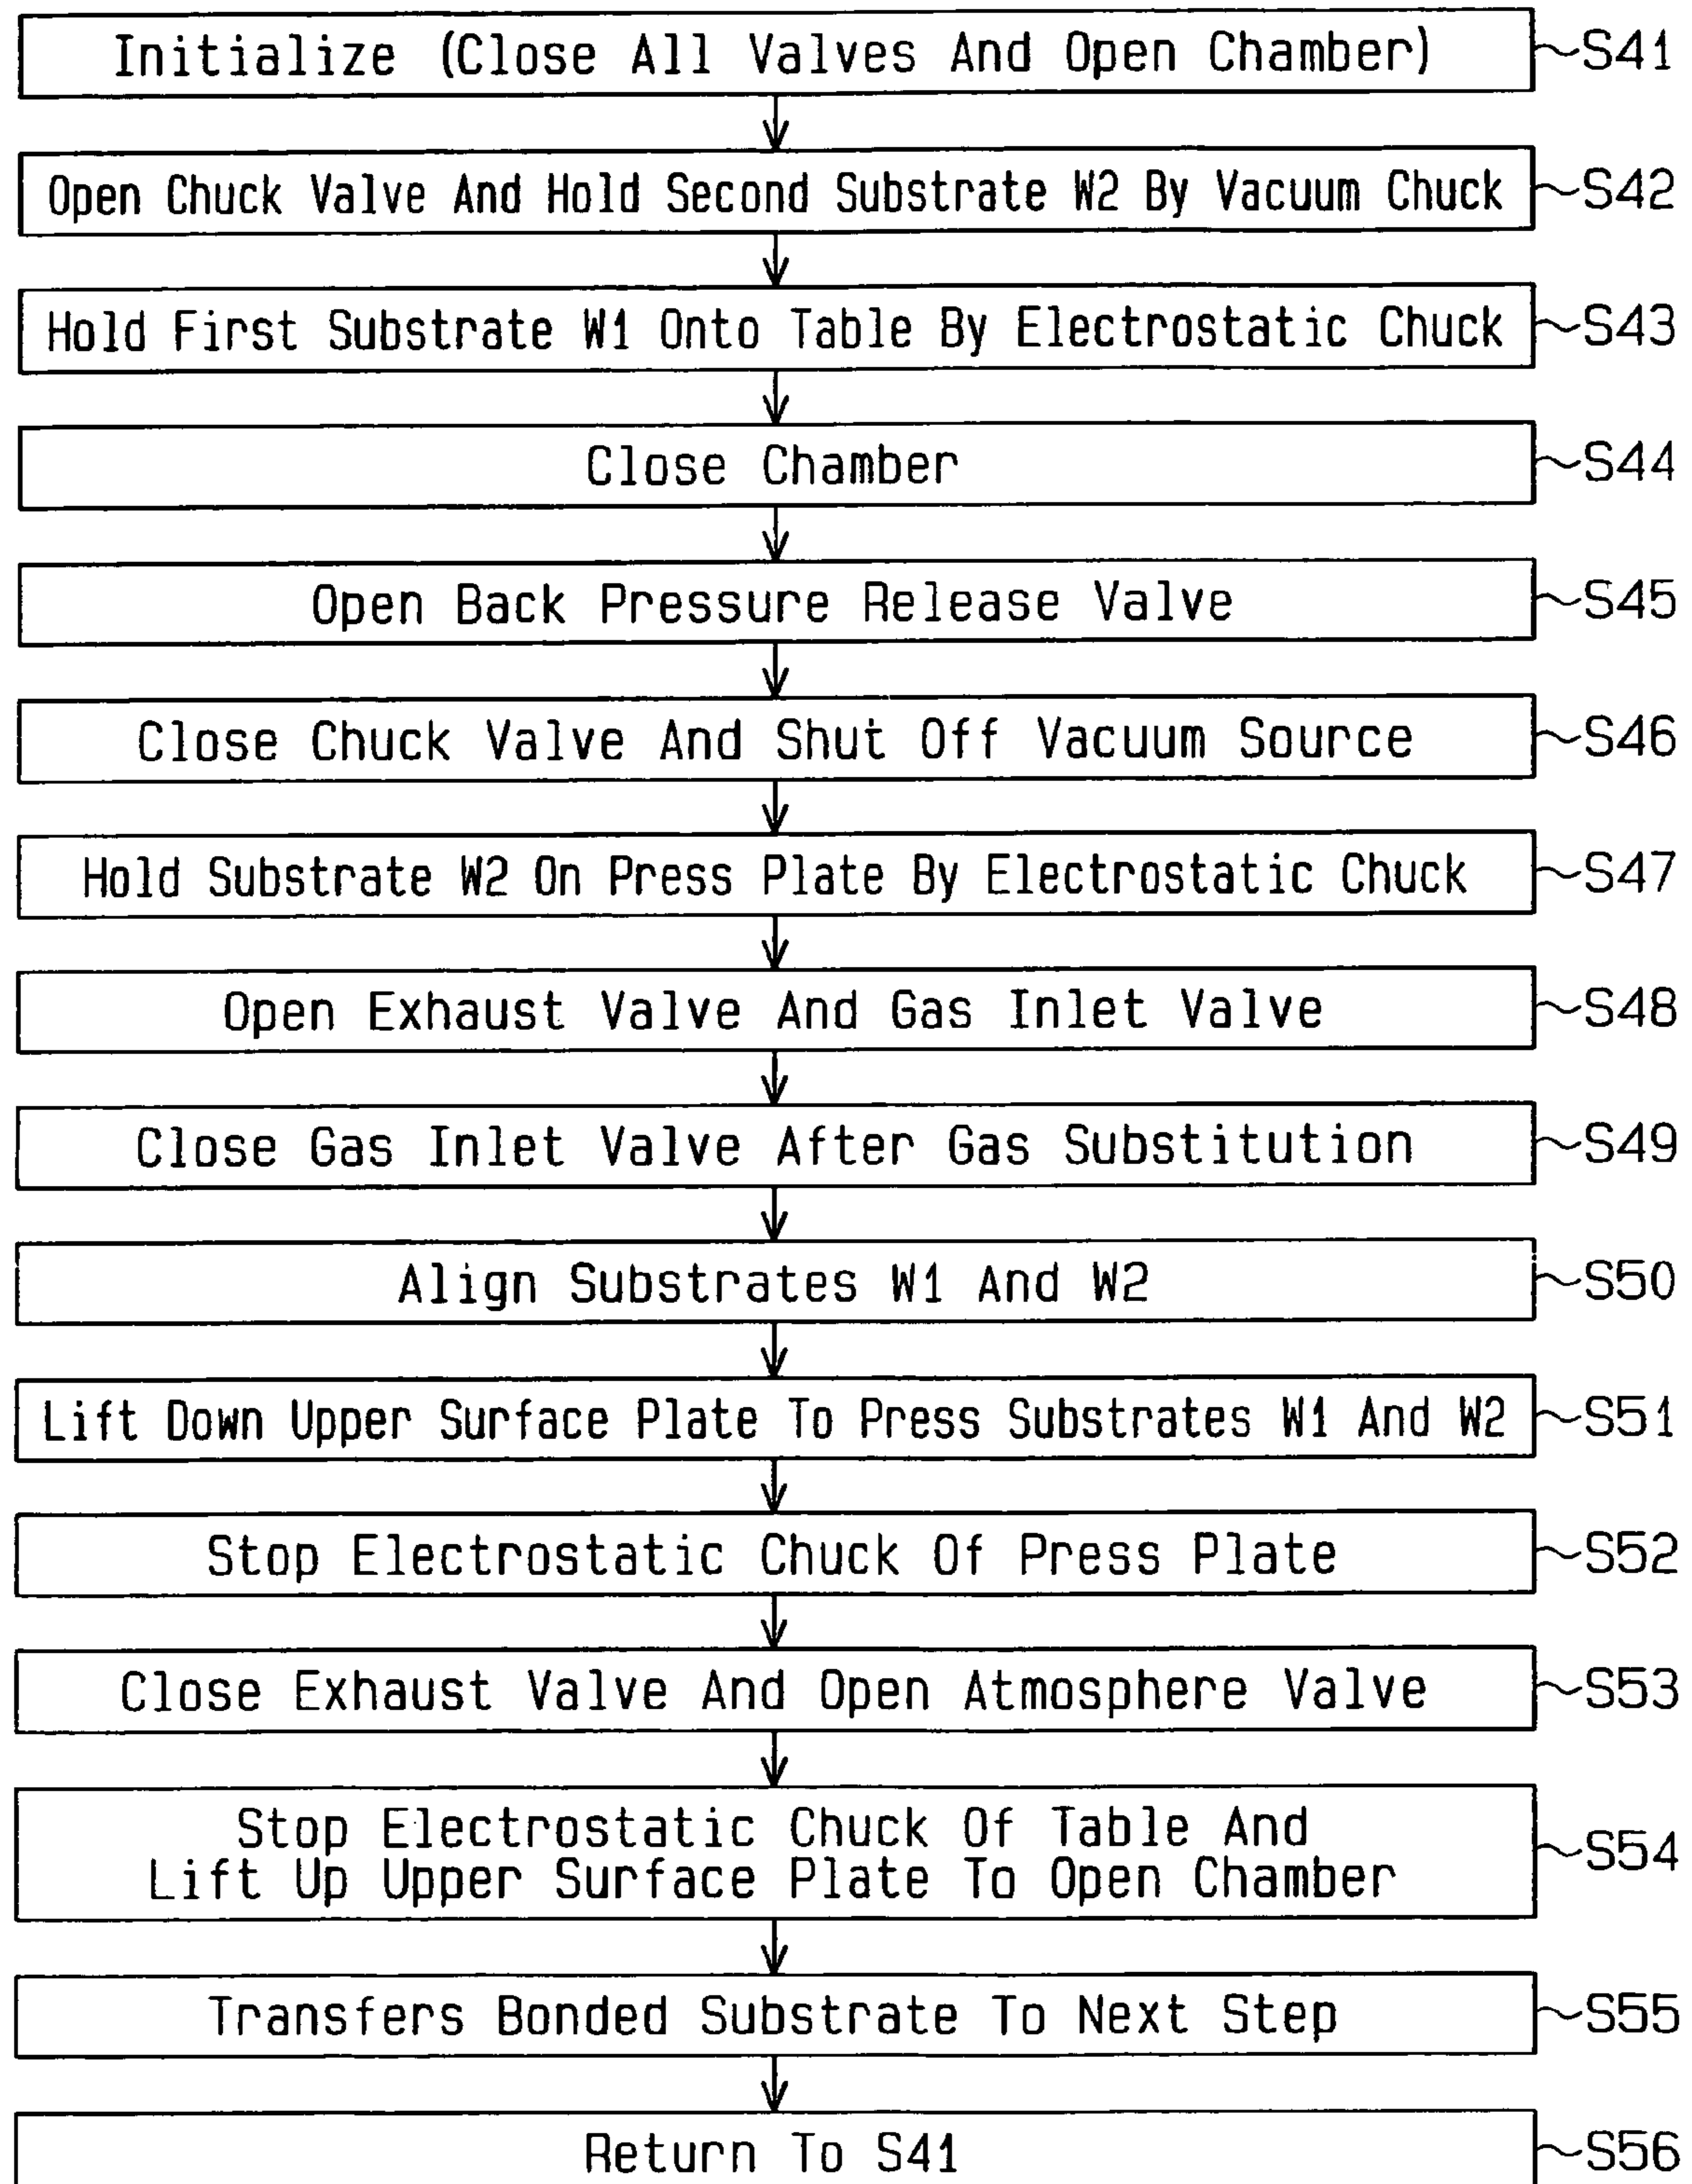 Initialize (Close All Valves And Open Chamber) S41
Open Chuck Valve And Hold Second Substrate W2 By Vacuum Chuck S42
Hold First Substrate W1 Onto Table By Electrostatic Chuck S43
Close Chamber S44
Open Back Pressure Release Valve S45
Close Chuck Valve And Shut Off Vacuum Source S46
Hold Substrate W2 On Press Plate By Electrostatic Chuck S47
Open Exhaust Valve And Gas Inlet Valve S48
Close Gas Inlet Valve After Gas Substitution S49
Align Substrates W1 And W2 S50
Lift Down Upper Surface Plate To Press Substrates W1 And W2 S51
Stop Electrostatic Chuck Of Press Plate S52
Close Exhaust Valve And Open Atmosphere Valve S53
Stop Electrostatic Chuck Of Table And
Lift Up Upper Surface Plate To Open Chamber S54
Transfers Bonded Substrate To Next Step S55
Return To S41 S56